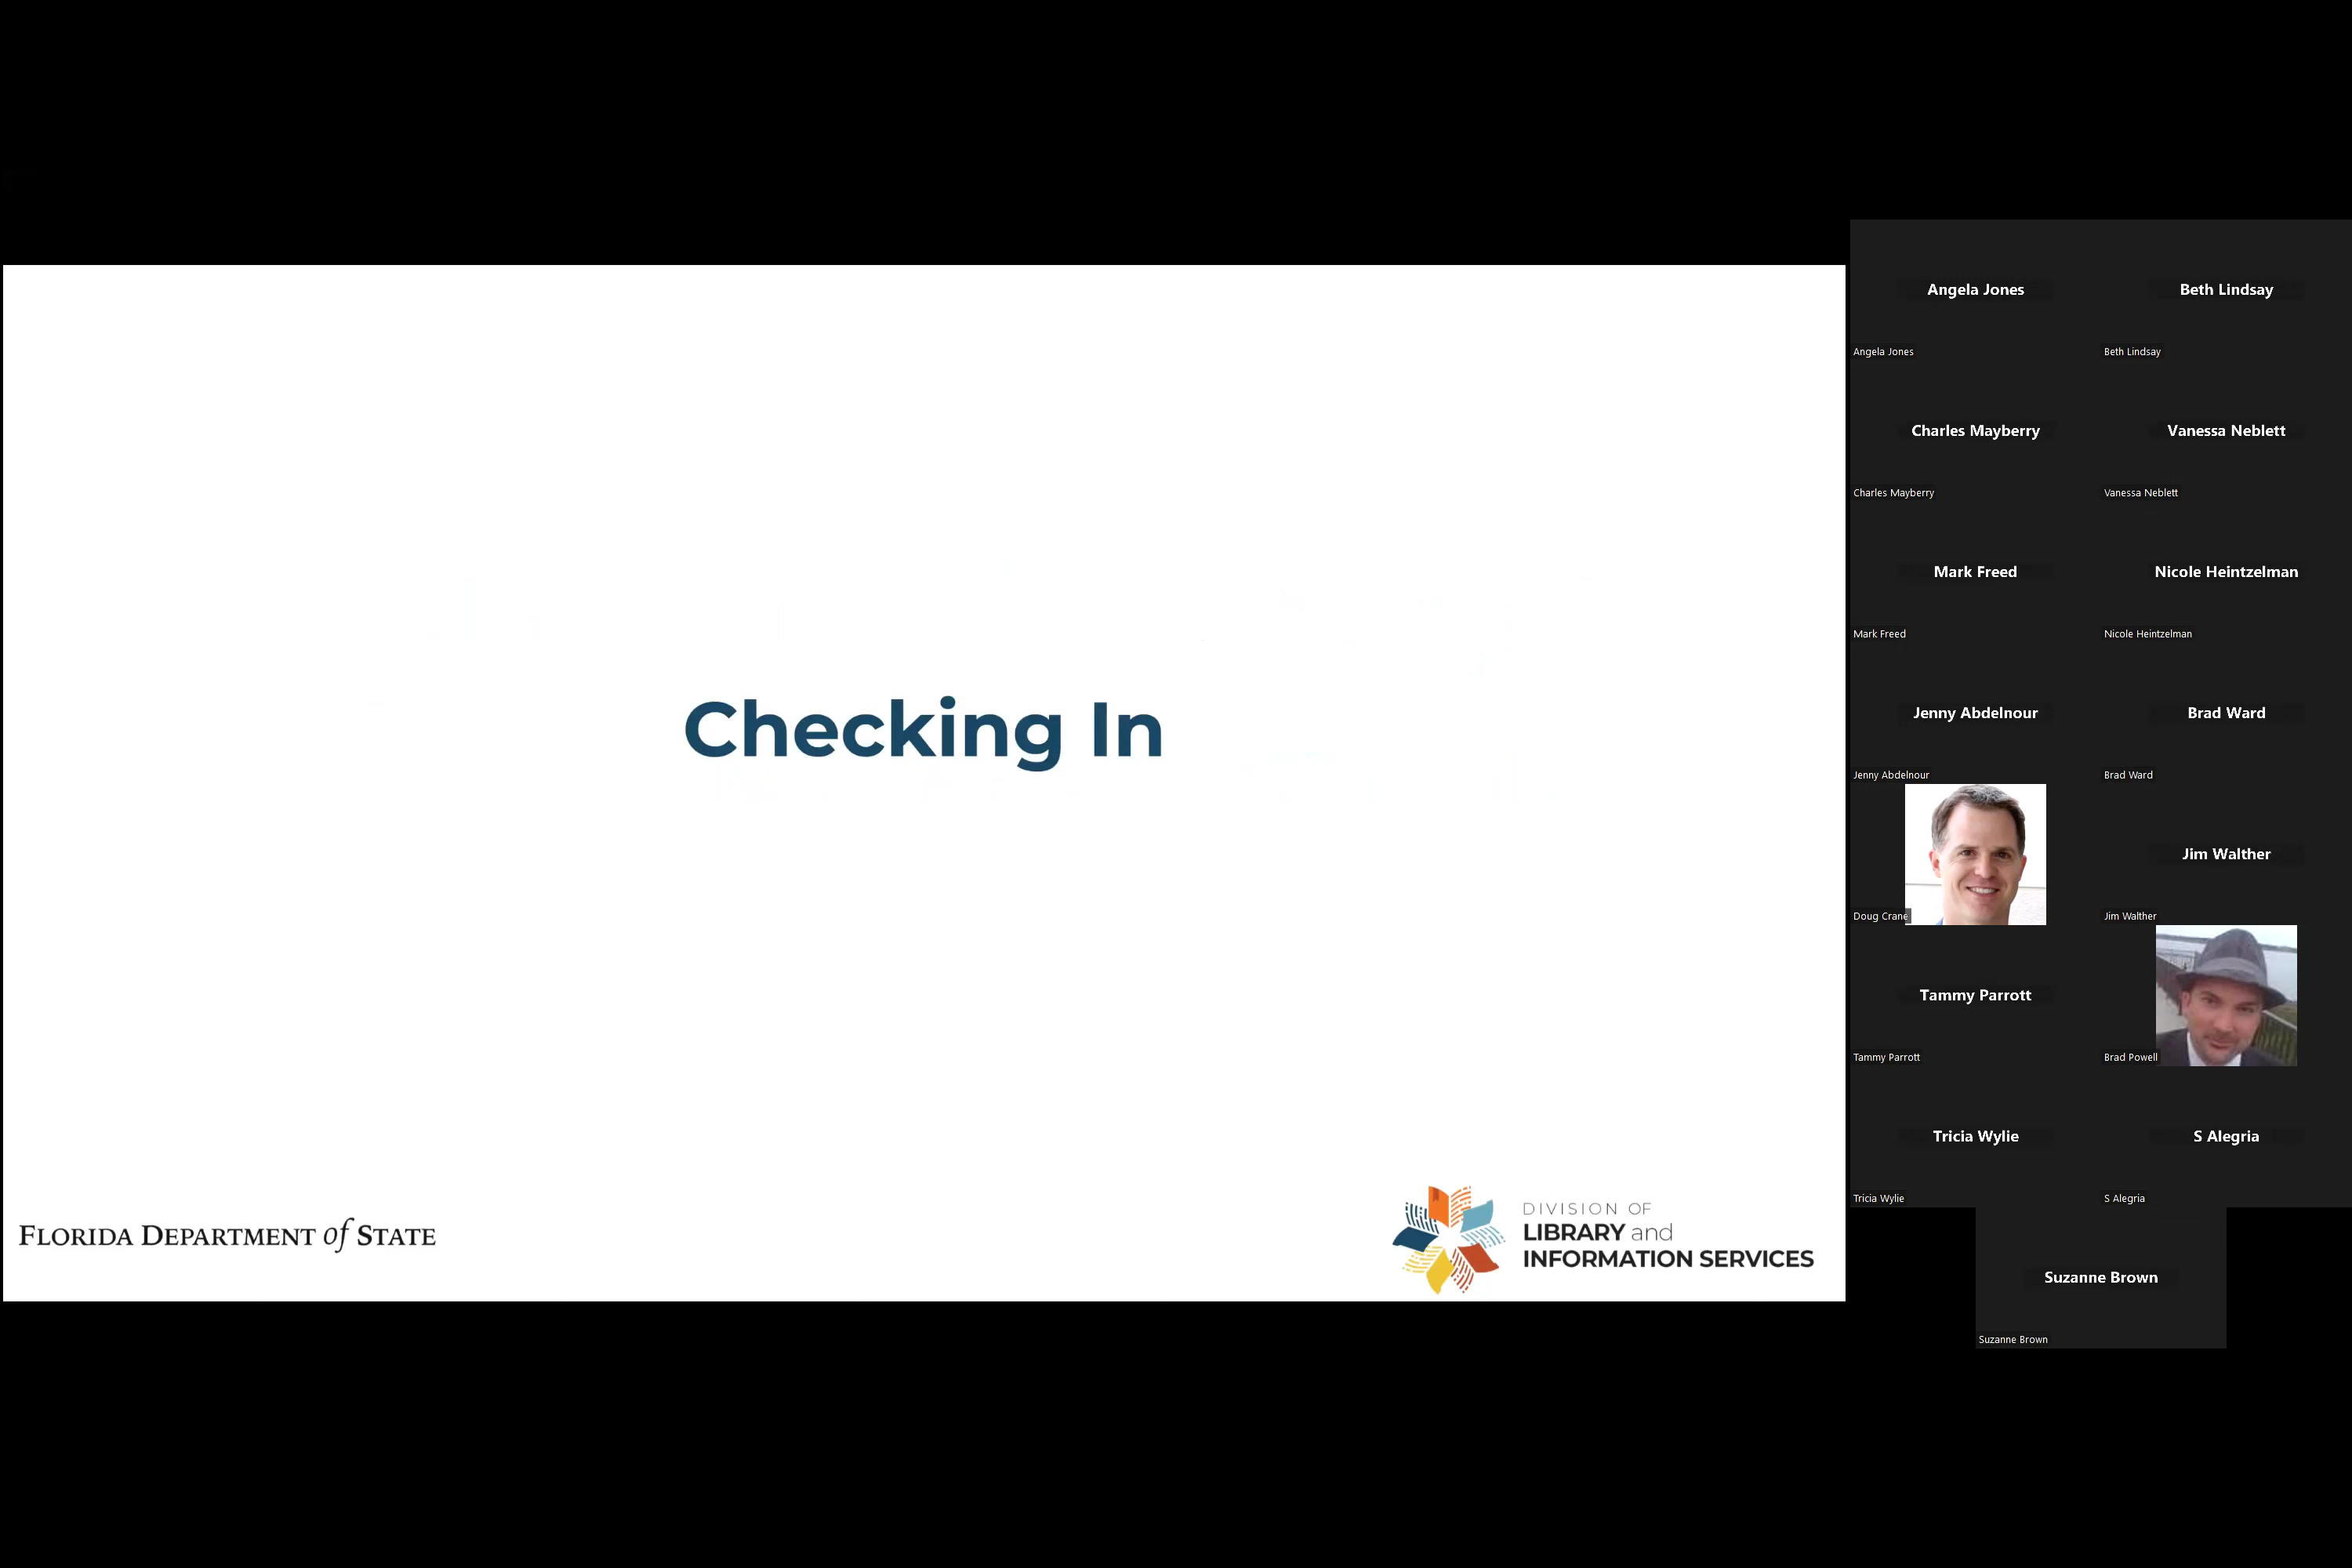 Checking In
FLORIDA DEPARTMENT of STATE
DIVISION OF
LIBRARY and
INFORMATION SERVICES
Angela Jones
Angela Jones
Beth Lindsay
Beth Lindsay
Charles Mayberry
Charles Mayberry
Vanessa Neblett
Vanessa Neblett
Mark Freed
Mark Freed
Nicole Heintzelman
Nicole Heintzelman
Jenny Abdelnour
Jenny Abdelnour
Brad Ward
Brad Ward
Doug Crane
Jim Walther
Jim Walther
Tammy Parrott
Tammy Parrott
Brad Powell
Tricia Wylie
Tricia Wylie
S Alegria
S Alegria
Suzanne Brown
Suzanne Brown